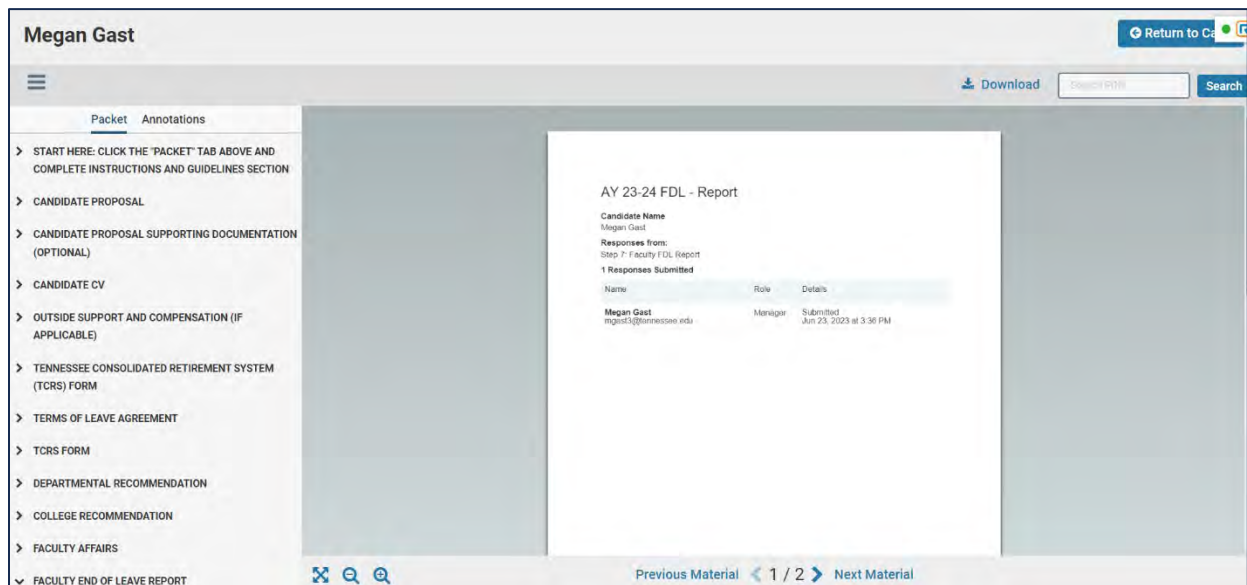 Megan Gast
Return to Ca
Download
Search
Packet Annotations
START HERE: CLICK THE "PACKET" TAB ABOVE AND
COMPLETE INSTRUCTIONS AND GUIDELINES SECTION
CANDIDATE PROPOSAL
CANDIDATE PROPOSAL SUPPORTING DOCUMENTATION
(OPTIONAL)
CANDIDATE CV
OUTSIDE SUPPORT AND COMPENSATION (IF
APPLICABLE)
TENNESSEE CONSOLIDATED RETIREMENT SYSTEM
(TCRS) FORM
TERMS OF LEAVE AGREEMENT
TCRS FORM
DEPARTMENTAL RECOMMENDATION
COLLEGE RECOMMENDATION
FACULTY AFFAIRS
FACULTY END OF LEAVE REPORT
AY 23-24 FDL - Report
Candidate Name
Megan Gast
Responses from:
Step 7: Faculty FDL Report
1 Responses Submitted
Name Role Details
Megan Gast Manager Submitted
mgast3@tennessee.edu Jun 23, 2023 at 3:36 PM
Previous Material 1 / 2 Next Material